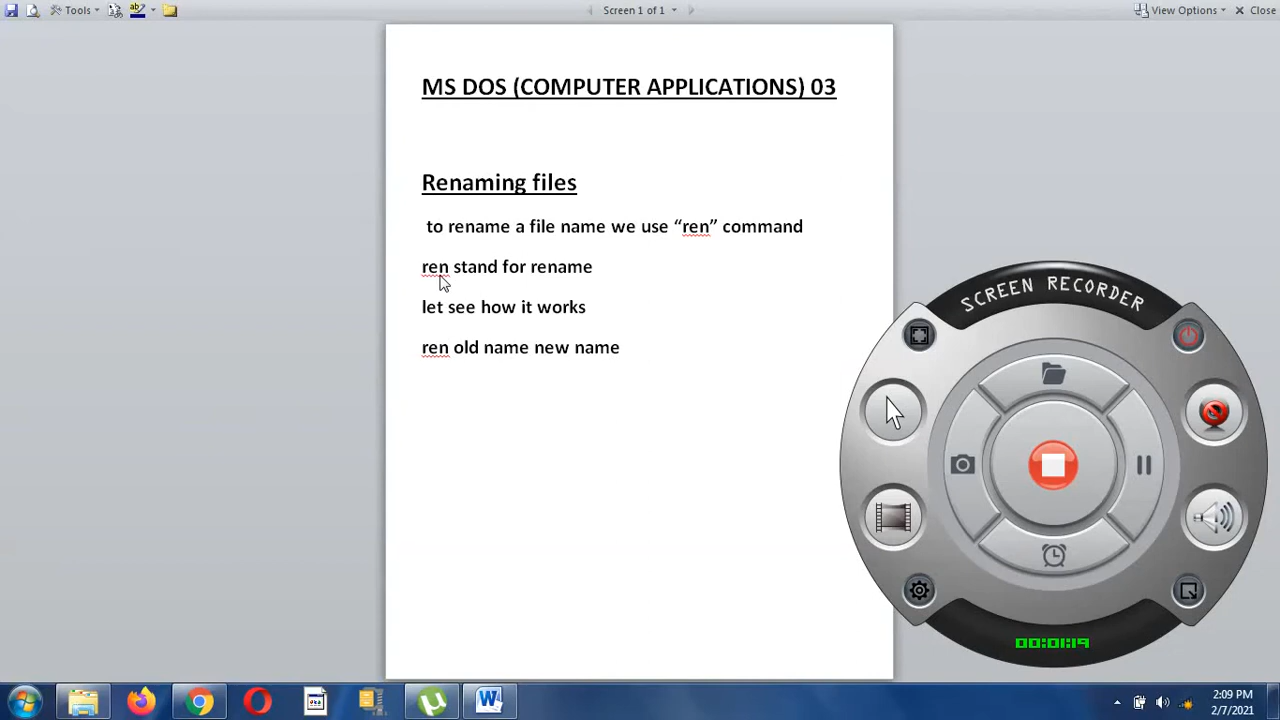 Tools
Screen 1 of 1
View Options
Close
MS DOS (COMPUTER APPLICATIONS) 03
Renaming files
to rename a file name we use “ren” command
ren stand for rename
let see how it works
ren old name new name
SCREEN RECORDER
00:01:19
2:09 PM
2/7/2021